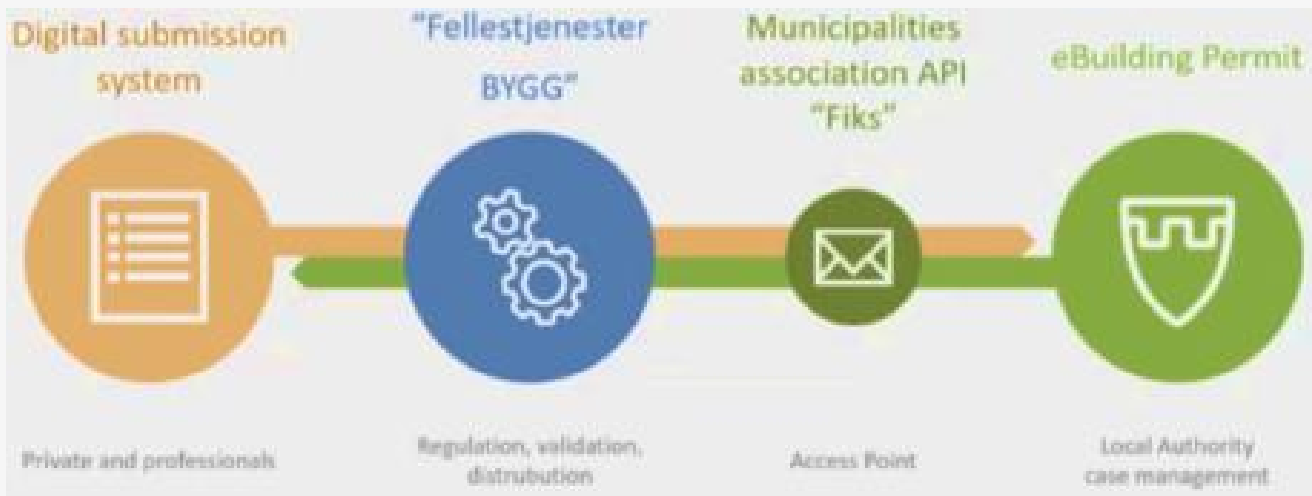 Digital submission
system
“Fellestjenester
BYGG”
Municipalities
association API
“Fiks”
eBuilding Permit
Private and professionals
Regulation, validation,
distrubution
Access Point
Local Authority
case management